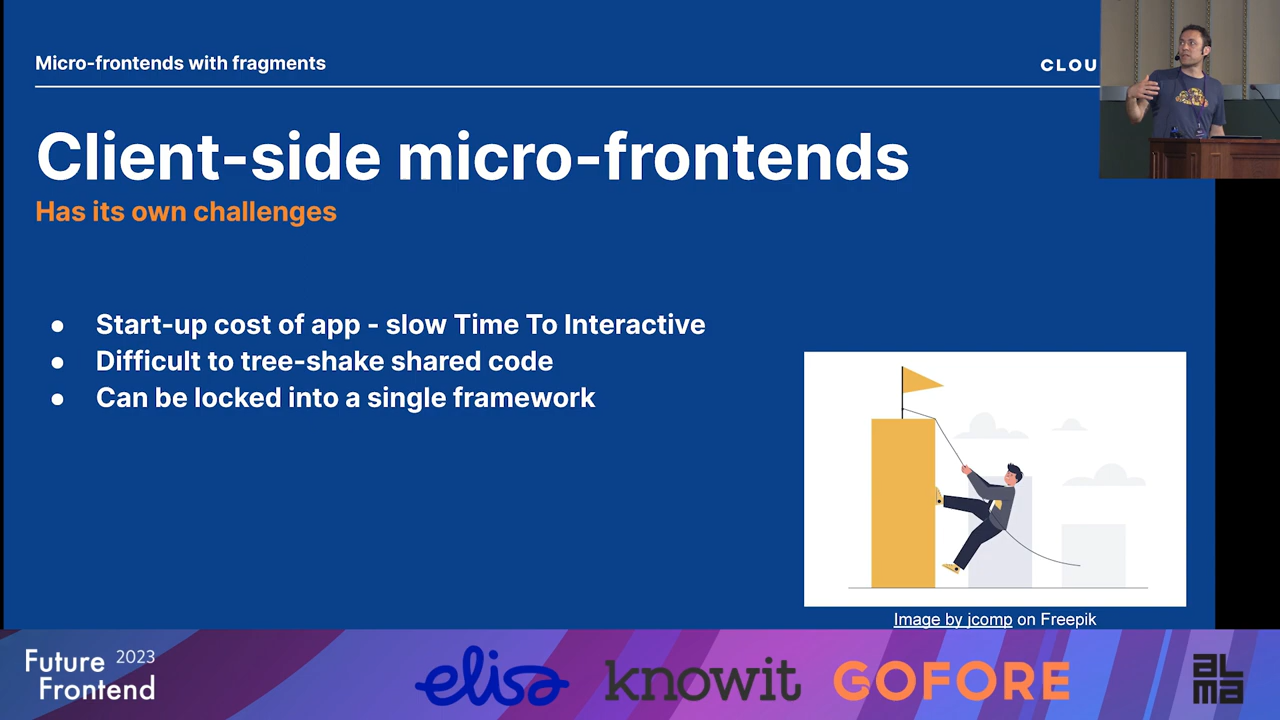 Micro-frontends with fragments
CLOU
Client-side micro-frontends
Has its own challenges
● Start-up cost of app - slow Time To Interactive
● Difficult to tree-shake shared code
● Can be locked into a single framework
Image by jcomp on Freepik
Future 2023
Frontend
elisa
knowit
GOFORE
ALMA